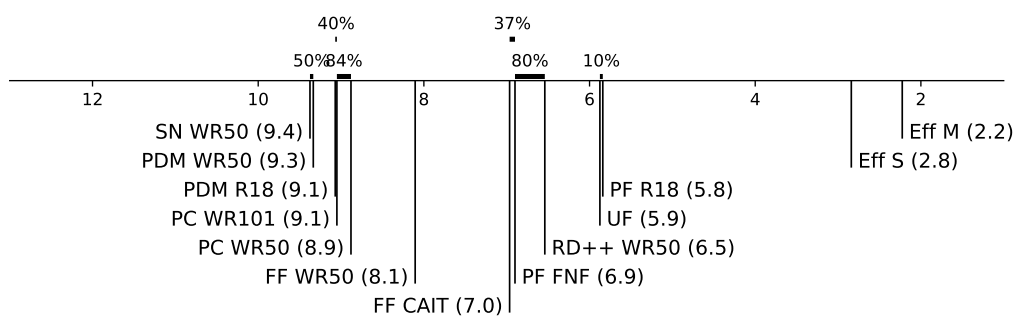 40% 37%
50% 84% 80% 10%
12 10 8 6 4 2
SN WR50 (9.4) Eff M (2.2)
PDM WR50 (9.3) Eff S (2.8)
PDM R18 (9.1) PF R18 (5.8)
PC WR101 (9.1) UF (5.9)
PC WR50 (8.9) RD++ WR50 (6.5)
FF WR50 (8.1) PF FNF (6.9)
FF CAIT (7.0)